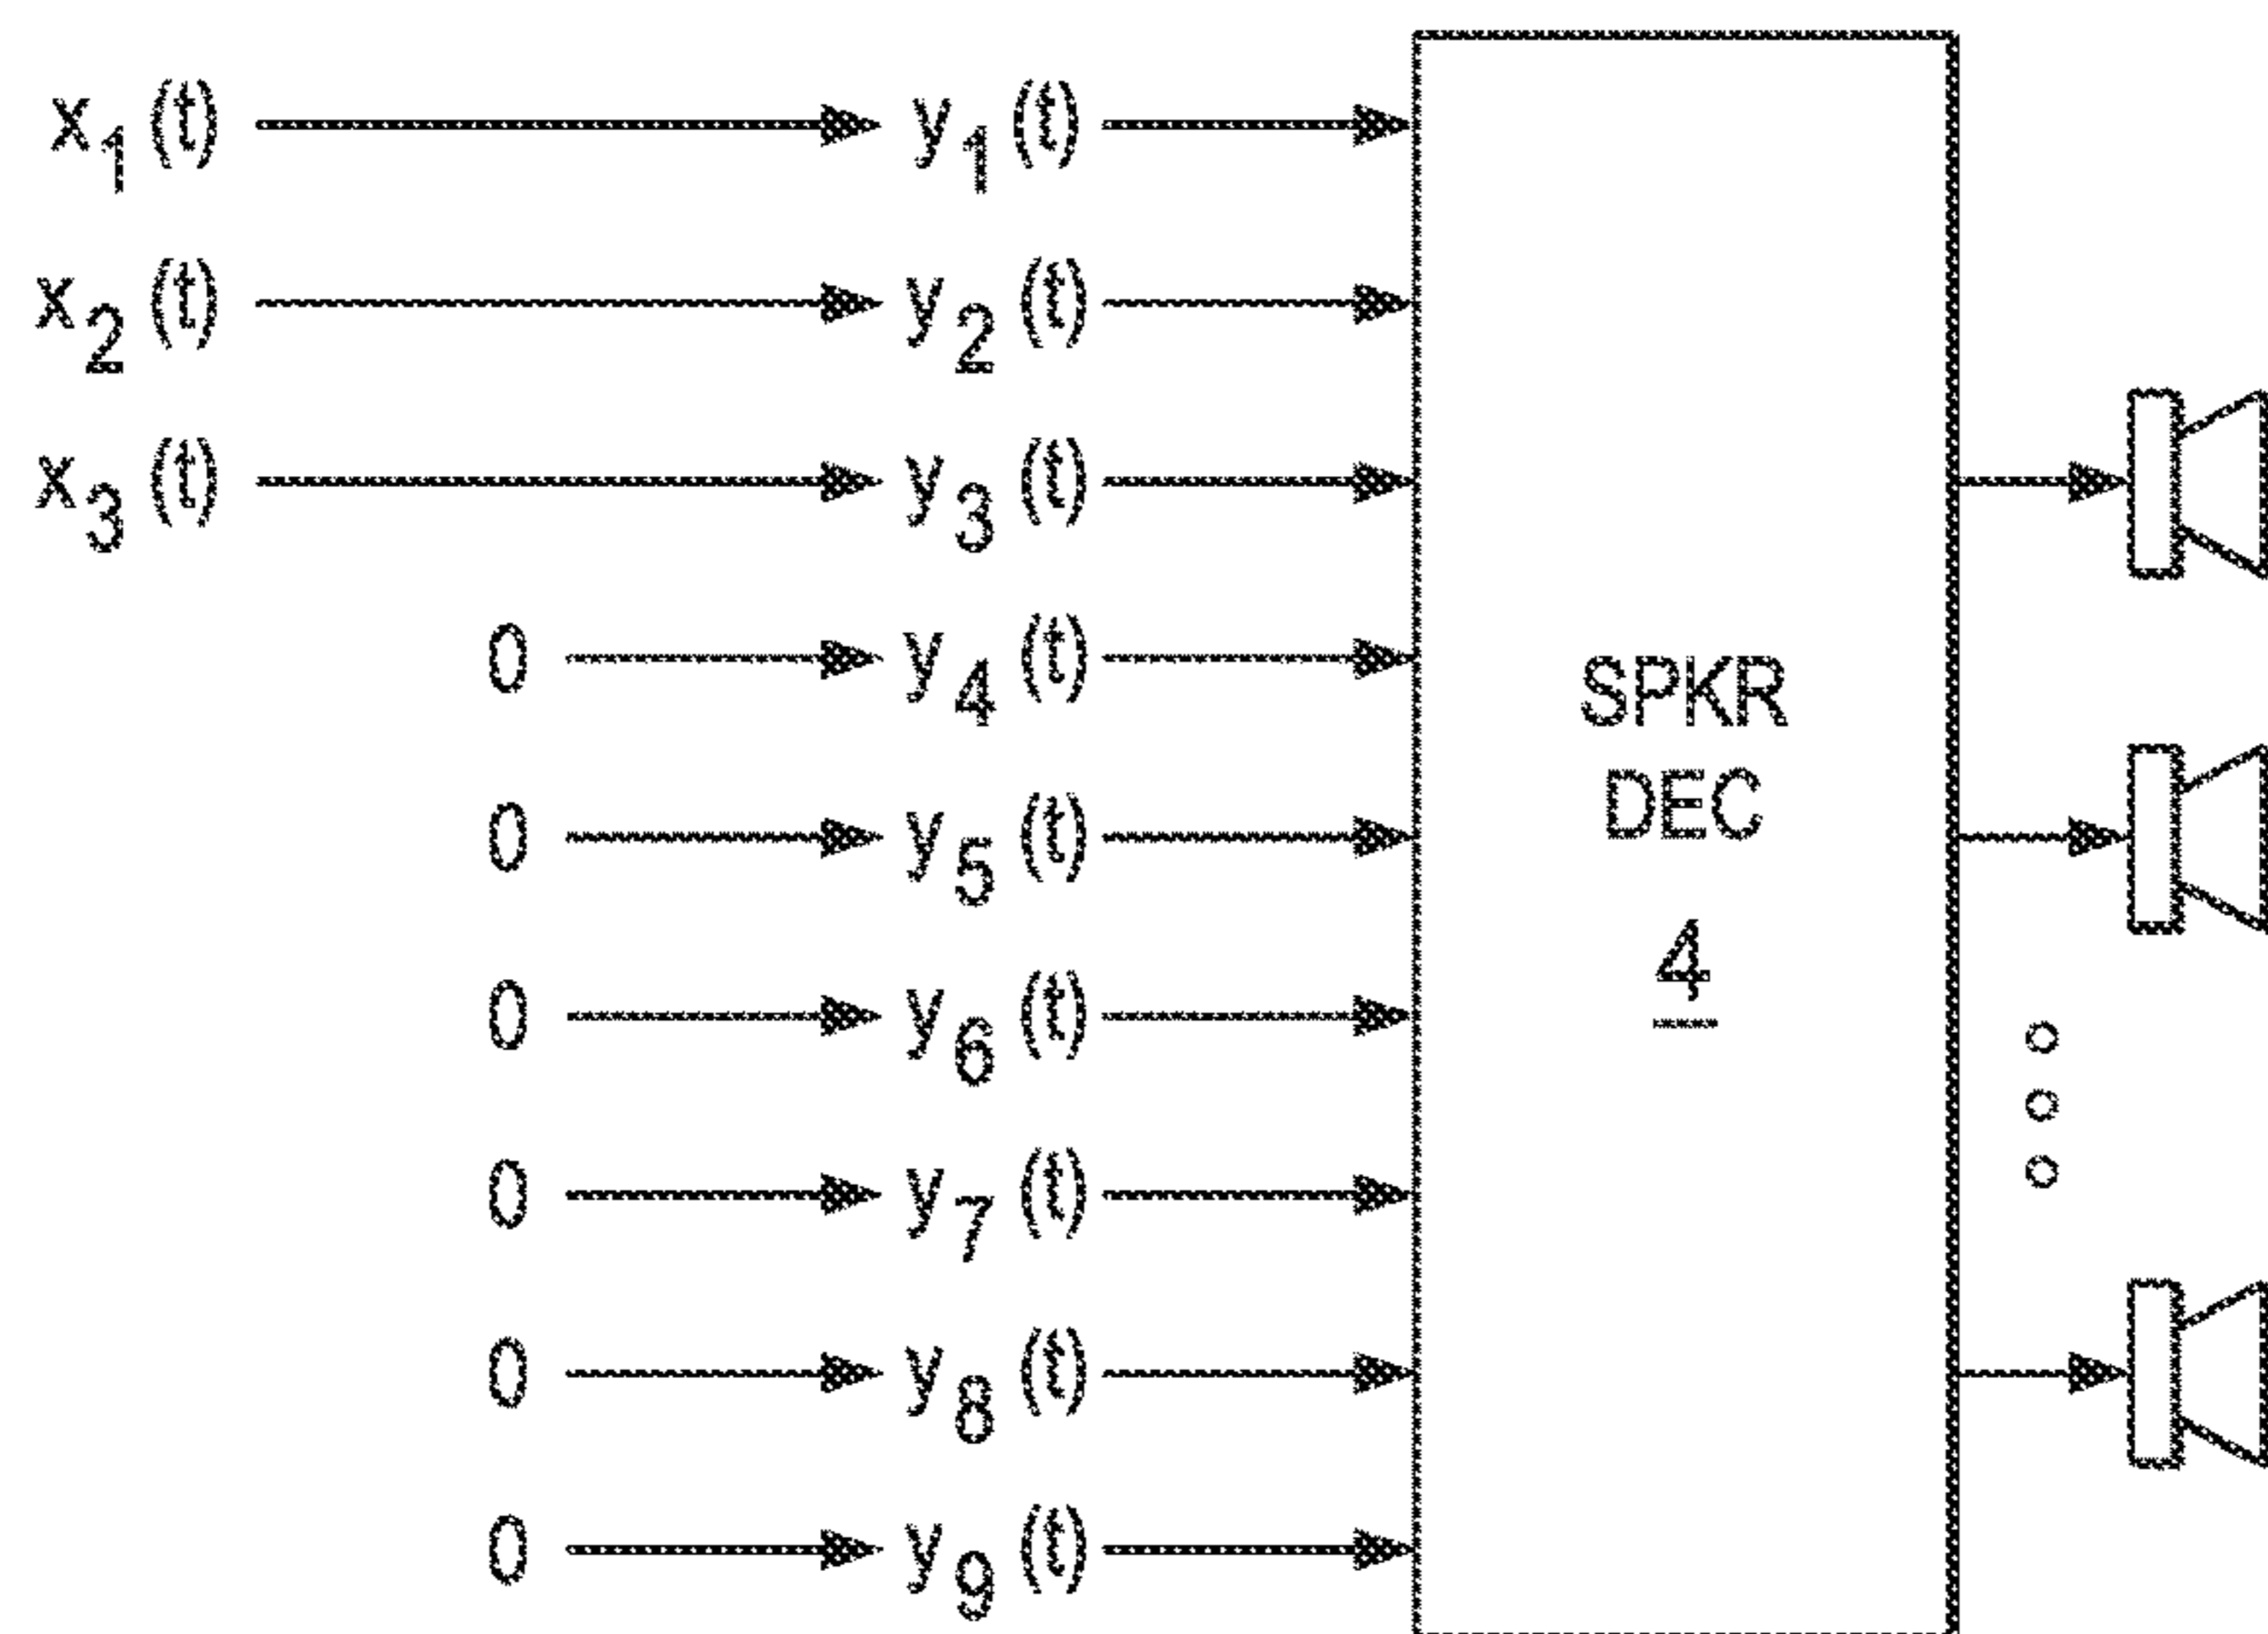 x1(t) y1(t)
x2(t) y2(t)
x3(t) y3(t)
0 y4(t)
0 y5(t)
0 y6(t)
0 y7(t)
0 y8(t)
0 y9(t)
SPKR
DEC
4